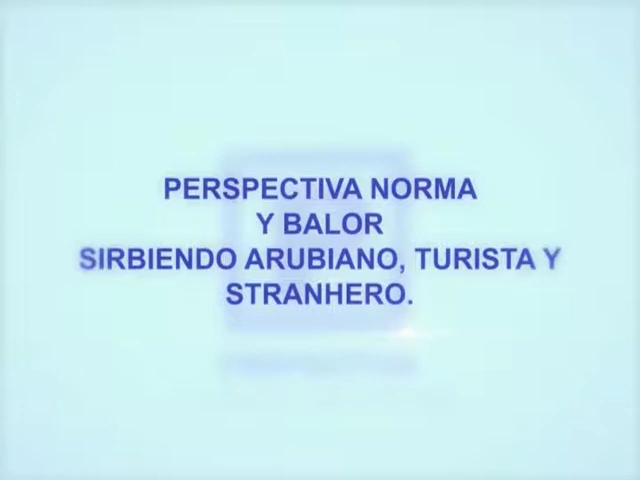 PERSPECTIVA NORMA
Y BALOR
SIRBIENDO ARUBIANO, TURISTA Y
STRANHERO.